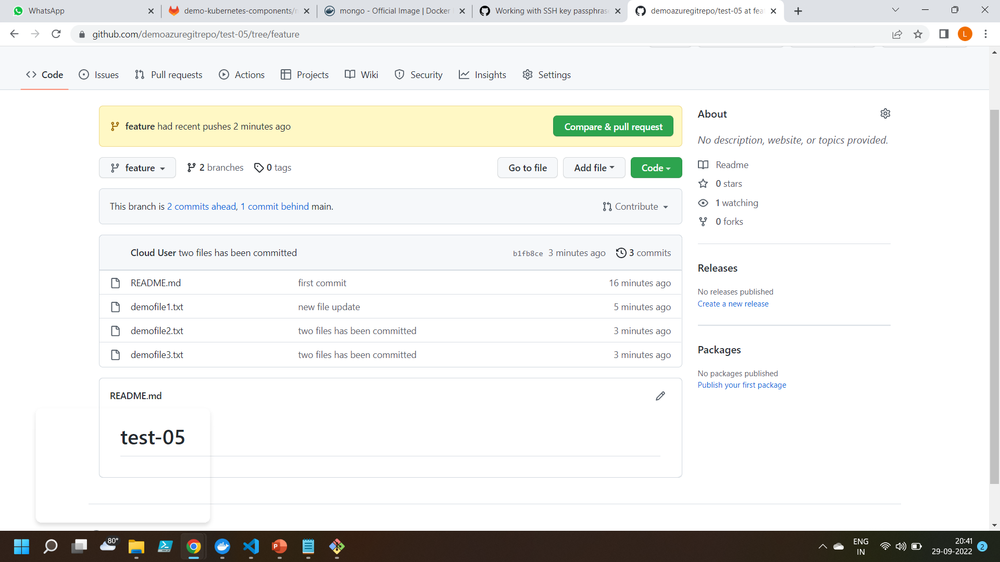 WhatsApp
demo-kubernetes-components/
mongo - Official Image | Docker
Working with SSH key passphras
demoazuregitrepo/test-05 at fea
github.com/demoazuregitrepo/test-05/tree/feature
L
Code
Issues
Pull requests
Actions
Projects
Wiki
Security
Insights
Settings
feature had recent pushes 2 minutes ago
Compare & pull request
feature
2 branches
0 tags
Go to file
Add file
Code
This branch is 2 commits ahead, 1 commit behind main.
Contribute
Cloud User two files has been committed
b1fb8ce 3 minutes ago
3 commits
README.md first commit 16 minutes ago
demofile1.txt new file update 5 minutes ago
demofile2.txt two files has been committed 3 minutes ago
demofile3.txt two files has been committed 3 minutes ago
README.md
test-05
About
No description, website, or topics provided.
Readme
0 stars
1 watching
0 forks
Releases
No releases published
Create a new release
Packages
No packages published
Publish your first package
80°
ENG
IN
20:41
29-09-2022
2